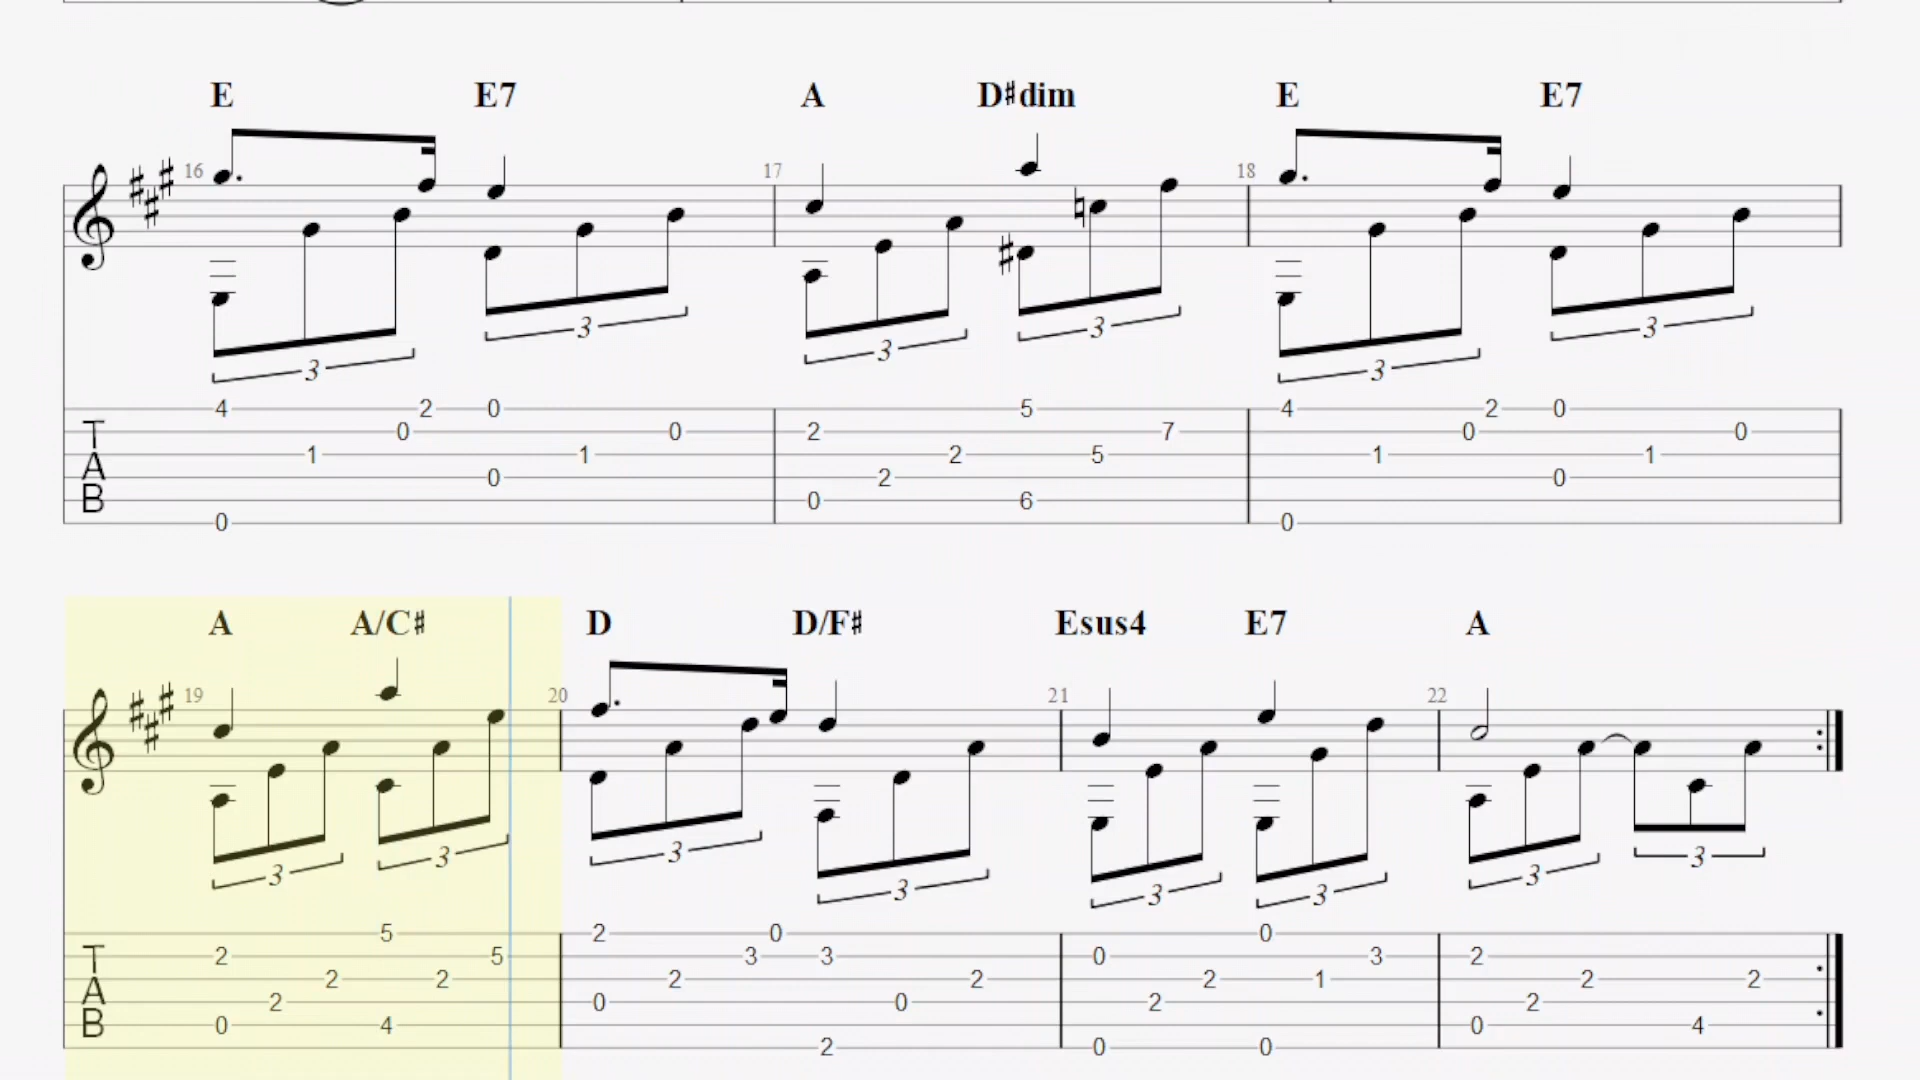 E E7 A D♯dim E E7
16 17 18
3 3 3 3 3 3
4 2 0 5 4 2 0
T 0 0 2 7 0 0
1 1 2 5 1 1
A 0 2 0
B 0 6
0 0
A A/C♯ D D/F♯ Esus4 E7 A
19 20 21 22
3 3 3 3 3 3 3 3
5 2 0 0
T 2 5 3 3 0 3 2
2 2 2 2 2 1 2 2
A 2 0 0 2 2
B 0 4 0 4
2 0 0